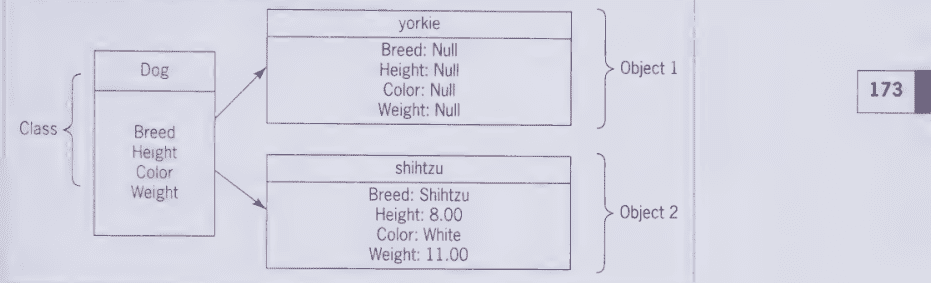 yorkie
Breed: Null
Height: Null
Color: Null
Weight: Null
Object 1
Class
Dog
Breed
Height
Color
Weight
shihtzu
Breed: Shihtzu
Height: 8.00
Color: White
Weight: 11.00
Object 2
173